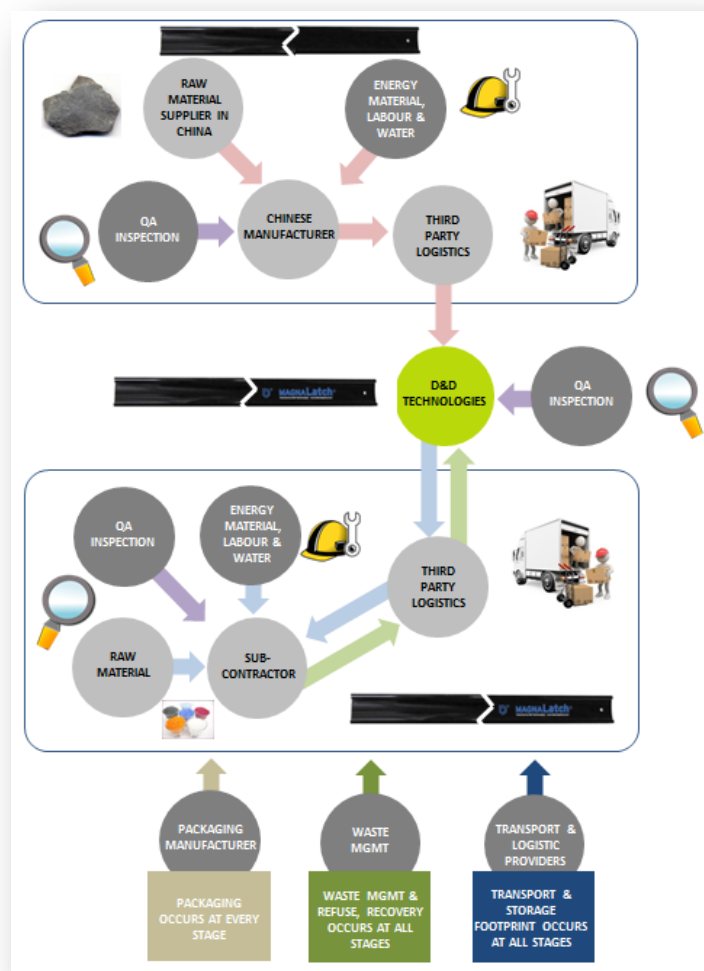 RAW
MATERIAL
SUPPLIER IN
CHINA
ENERGY
MATERIAL,
LABOUR &
WATER
QA
INSPECTION
CHINESE
MANUFACTURER
THIRD
PARTY
LOGISTICS
MAGNALatch
D&D
TECHNOLOGIES
QA
INSPECTION
QA
INSPECTION
ENERGY
MATERIAL,
LABOUR &
WATER
THIRD
PARTY
LOGISTICS
RAW
MATERIAL
SUB-
CONTRACTOR
MAGNALatch
PACKAGING
MANUFACTURER
WASTE
MGMT
TRANSPORT &
LOGISTIC
PROVIDERS
PACKAGING
OCCURS AT EVERY
STAGE
WASTE MGMT &
REFUSE, RECOVERY
OCCURS AT ALL
STAGES
TRANSPORT &
STORAGE
FOOTPRINT OCCURS
AT ALL STAGES